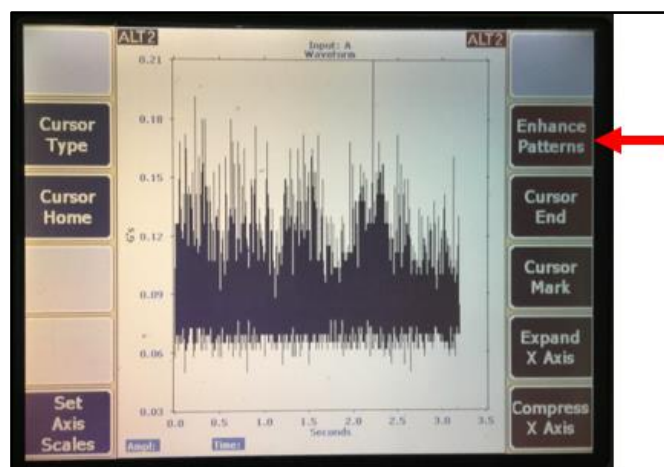 ALT2
Input: A
ALT2
Waveform
Cursor
Type
Cursor
Home
Set
Axis
Scales
G's
0.21
0.18
0.15
0.12
0.09
0.06
0.03
0.0
0.5
1.0
1.5
2.0
2.5
3.0
3.5
Seconds
Ampl:
Time:
Enhance
Patterns
Cursor
End
Cursor
Mark
Expand
X Axis
Compress
X Axis